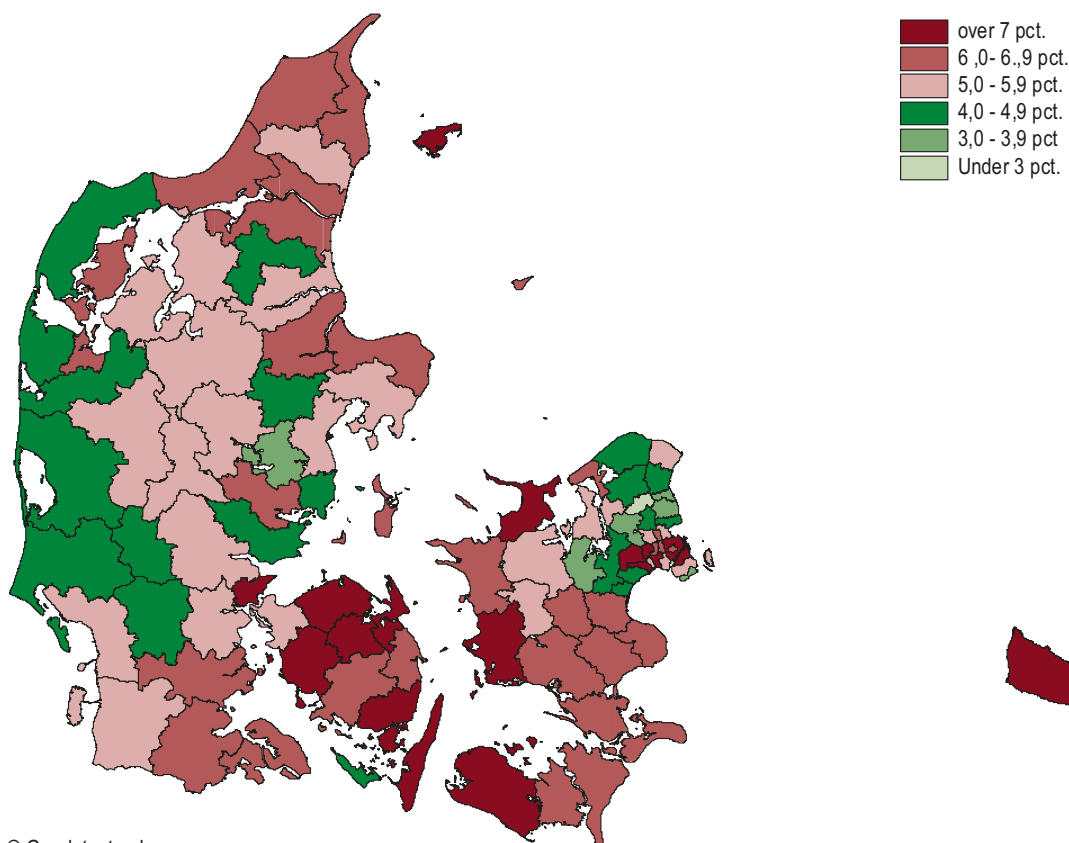 over 7 pct.
6 ,0- 6.,9 pct.
5,0 - 5,9 pct.
4,0 - 4,9 pct.
3,0 - 3,9 pct
Under 3 pct.